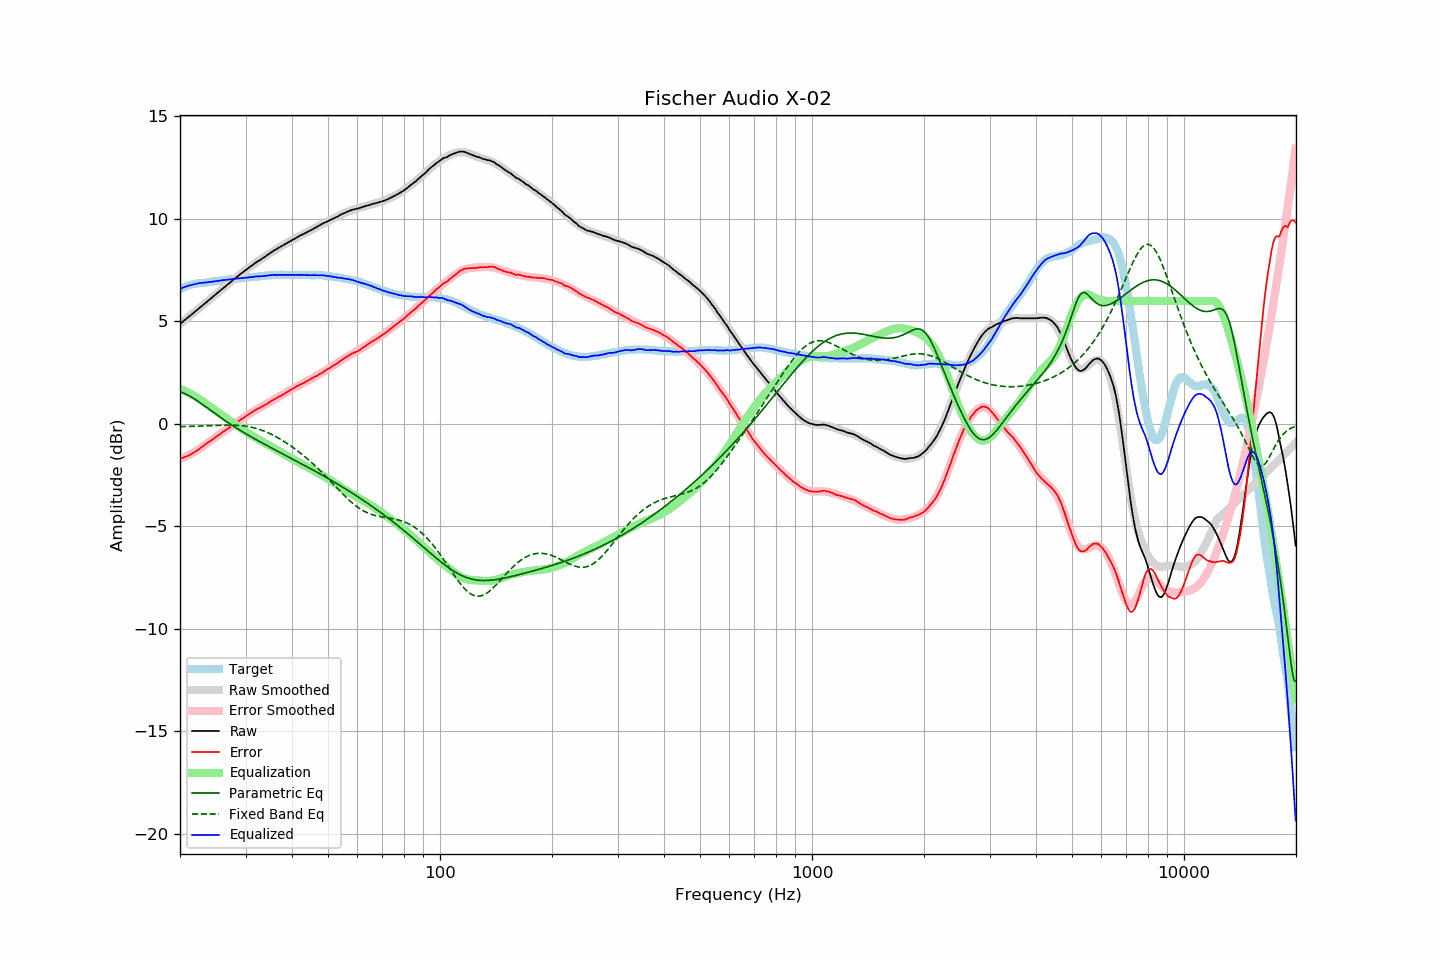 Fischer Audio X-02
15
10
5
0
−5
−10
−15
−20
Amplitude (dBr)
Target
Raw Smoothed
Error Smoothed
Raw
Error
Equalization
Parametric Eq
Fixed Band Eq
Equalized
100
1000
10000
Frequency (Hz)